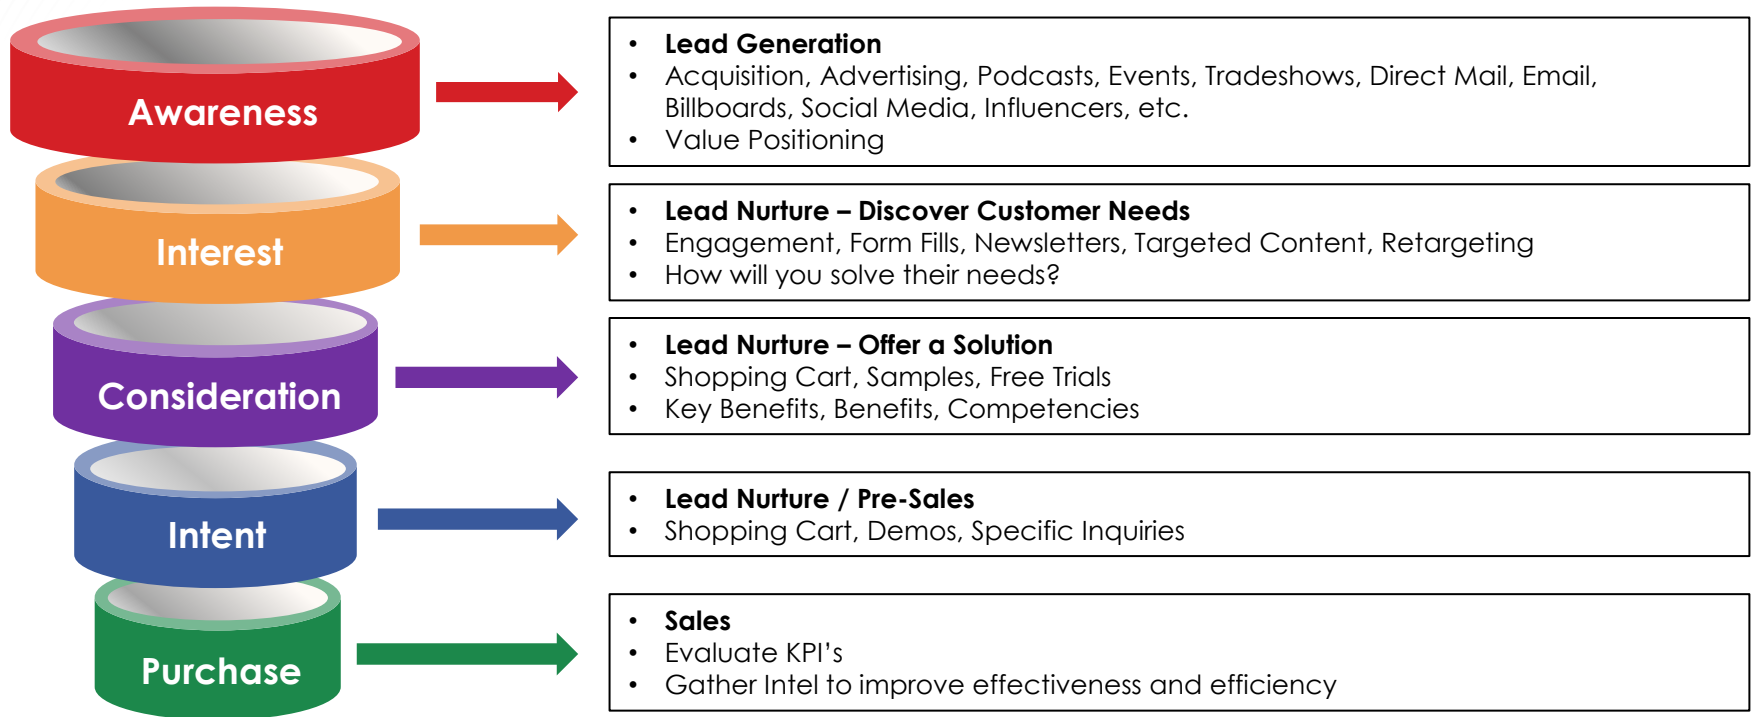 Awareness
• Lead Generation
• Acquisition, Advertising, Podcasts, Events, Tradeshows, Direct Mail, Email,
Billboards, Social Media, Influencers, etc.
• Value Positioning
Interest
• Lead Nurture – Discover Customer Needs
• Engagement, Form Fills, Newsletters, Targeted Content, Retargeting
• How will you solve their needs?
Consideration
• Lead Nurture – Offer a Solution
• Shopping Cart, Samples, Free Trials
• Key Benefits, Benefits, Competencies
Intent
• Lead Nurture / Pre-Sales
• Shopping Cart, Demos, Specific Inquiries
Purchase
• Sales
• Evaluate KPI’s
• Gather Intel to improve effectiveness and efficiency